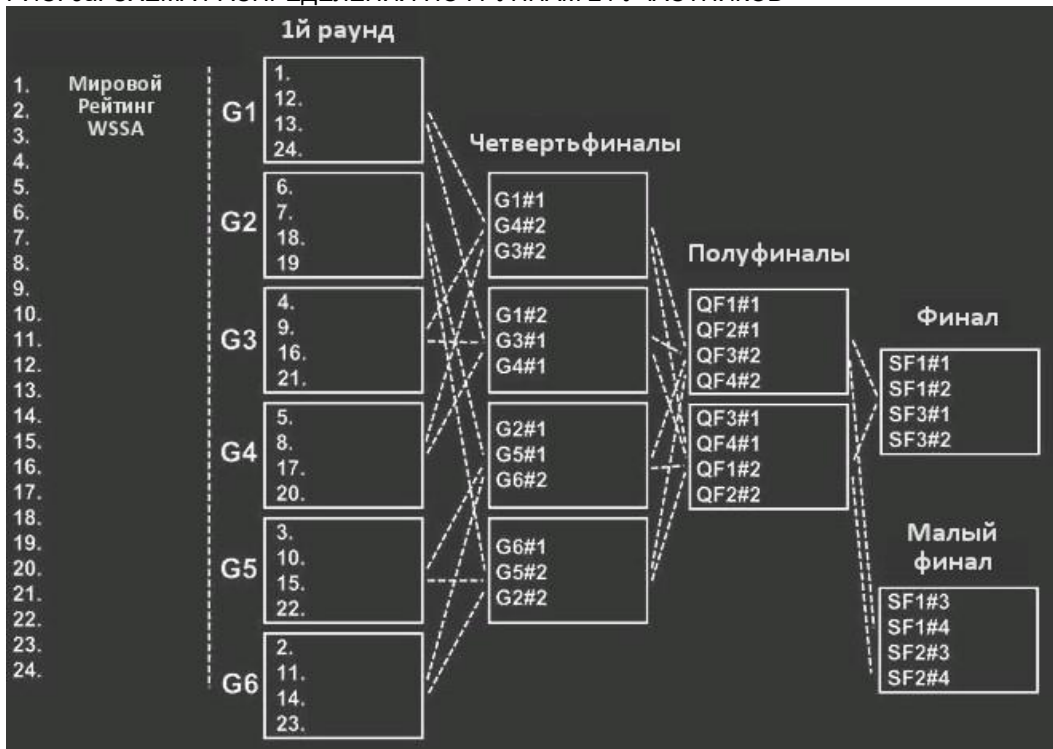 1й раунд
1.
2.
3.
4.
5.
6.
7.
8.
9.
10.
11.
12.
13.
14.
15.
16.
17.
18.
19.
20.
21.
22.
23.
24.
Мировой
Рейтинг
WSSA
G1
1.
12.
13.
24.
G2
6.
7.
18.
19
G3
4.
9.
16.
21.
G4
5.
8.
17.
20.
G5
3.
10.
15.
22.
G6
2.
11.
14.
23.
Четвертьфиналы
G1#1
G4#2
G3#2
G1#2
G3#1
G4#1
G2#1
G5#1
G6#2
G6#1
G5#2
G2#2
Полуфиналы
QF1#1
QF2#1
QF3#2
QF4#2
QF3#1
QF4#1
QF1#2
QF2#2
Финал
SF1#1
SF1#2
SF3#1
SF3#2
Малый
финал
SF1#3
SF1#4
SF2#3
SF2#4